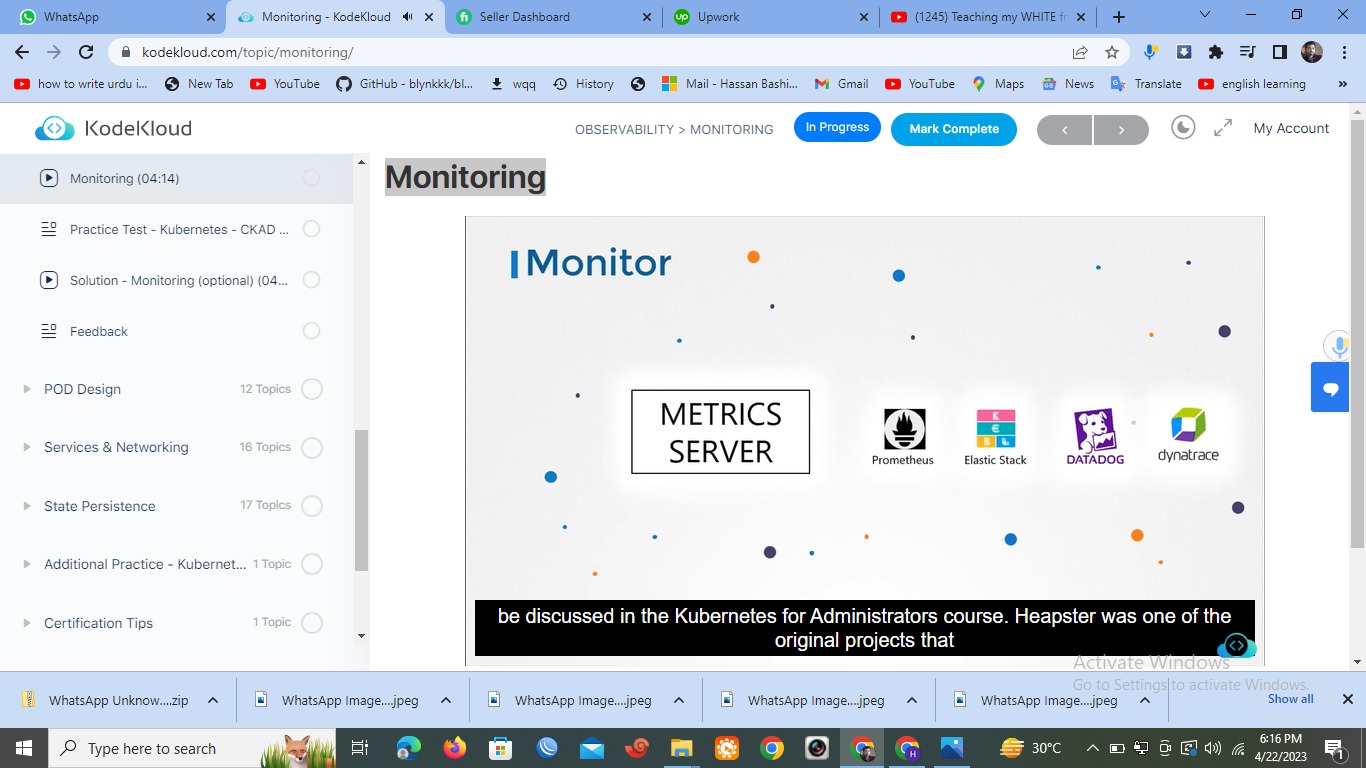 WhatsApp
Monitoring - KodeKloud
Seller Dashboard
Upwork
(1245) Teaching my WHITE fr
kodekloud.com/topic/monitoring/
how to write urdu i...
New Tab
YouTube
GitHub - blynkkk/bl...
wqq
History
Mail - Hassan Bashi...
Gmail
YouTube
Maps
News
Translate
english learning
KodeKloud
OBSERVABILITY > MONITORING
In Progress
Mark Complete
My Account
Monitoring (04:14)
Practice Test - Kubernetes - CKAD ...
Solution - Monitoring (optional) (04...
Feedback
POD Design 12 Topics
Services & Networking 16 Topics
State Persistence 17 Topics
Additional Practice - Kubernet... 1 Topic
Certification Tips 1 Topic
Monitoring
Monitor
METRICS
SERVER
Prometheus
Elastic Stack
DATADOG
dynatrace
be discussed in the Kubernetes for Administrators course. Heapster was one of the
original projects that
Activate Windows
Go to Settings to activate Windows.
WhatsApp Unknow....zip
WhatsApp Image....jpeg
WhatsApp Image....jpeg
WhatsApp Image....jpeg
WhatsApp Image....jpeg
Show all
Type here to search
30°C
6:16 PM
4/22/2023